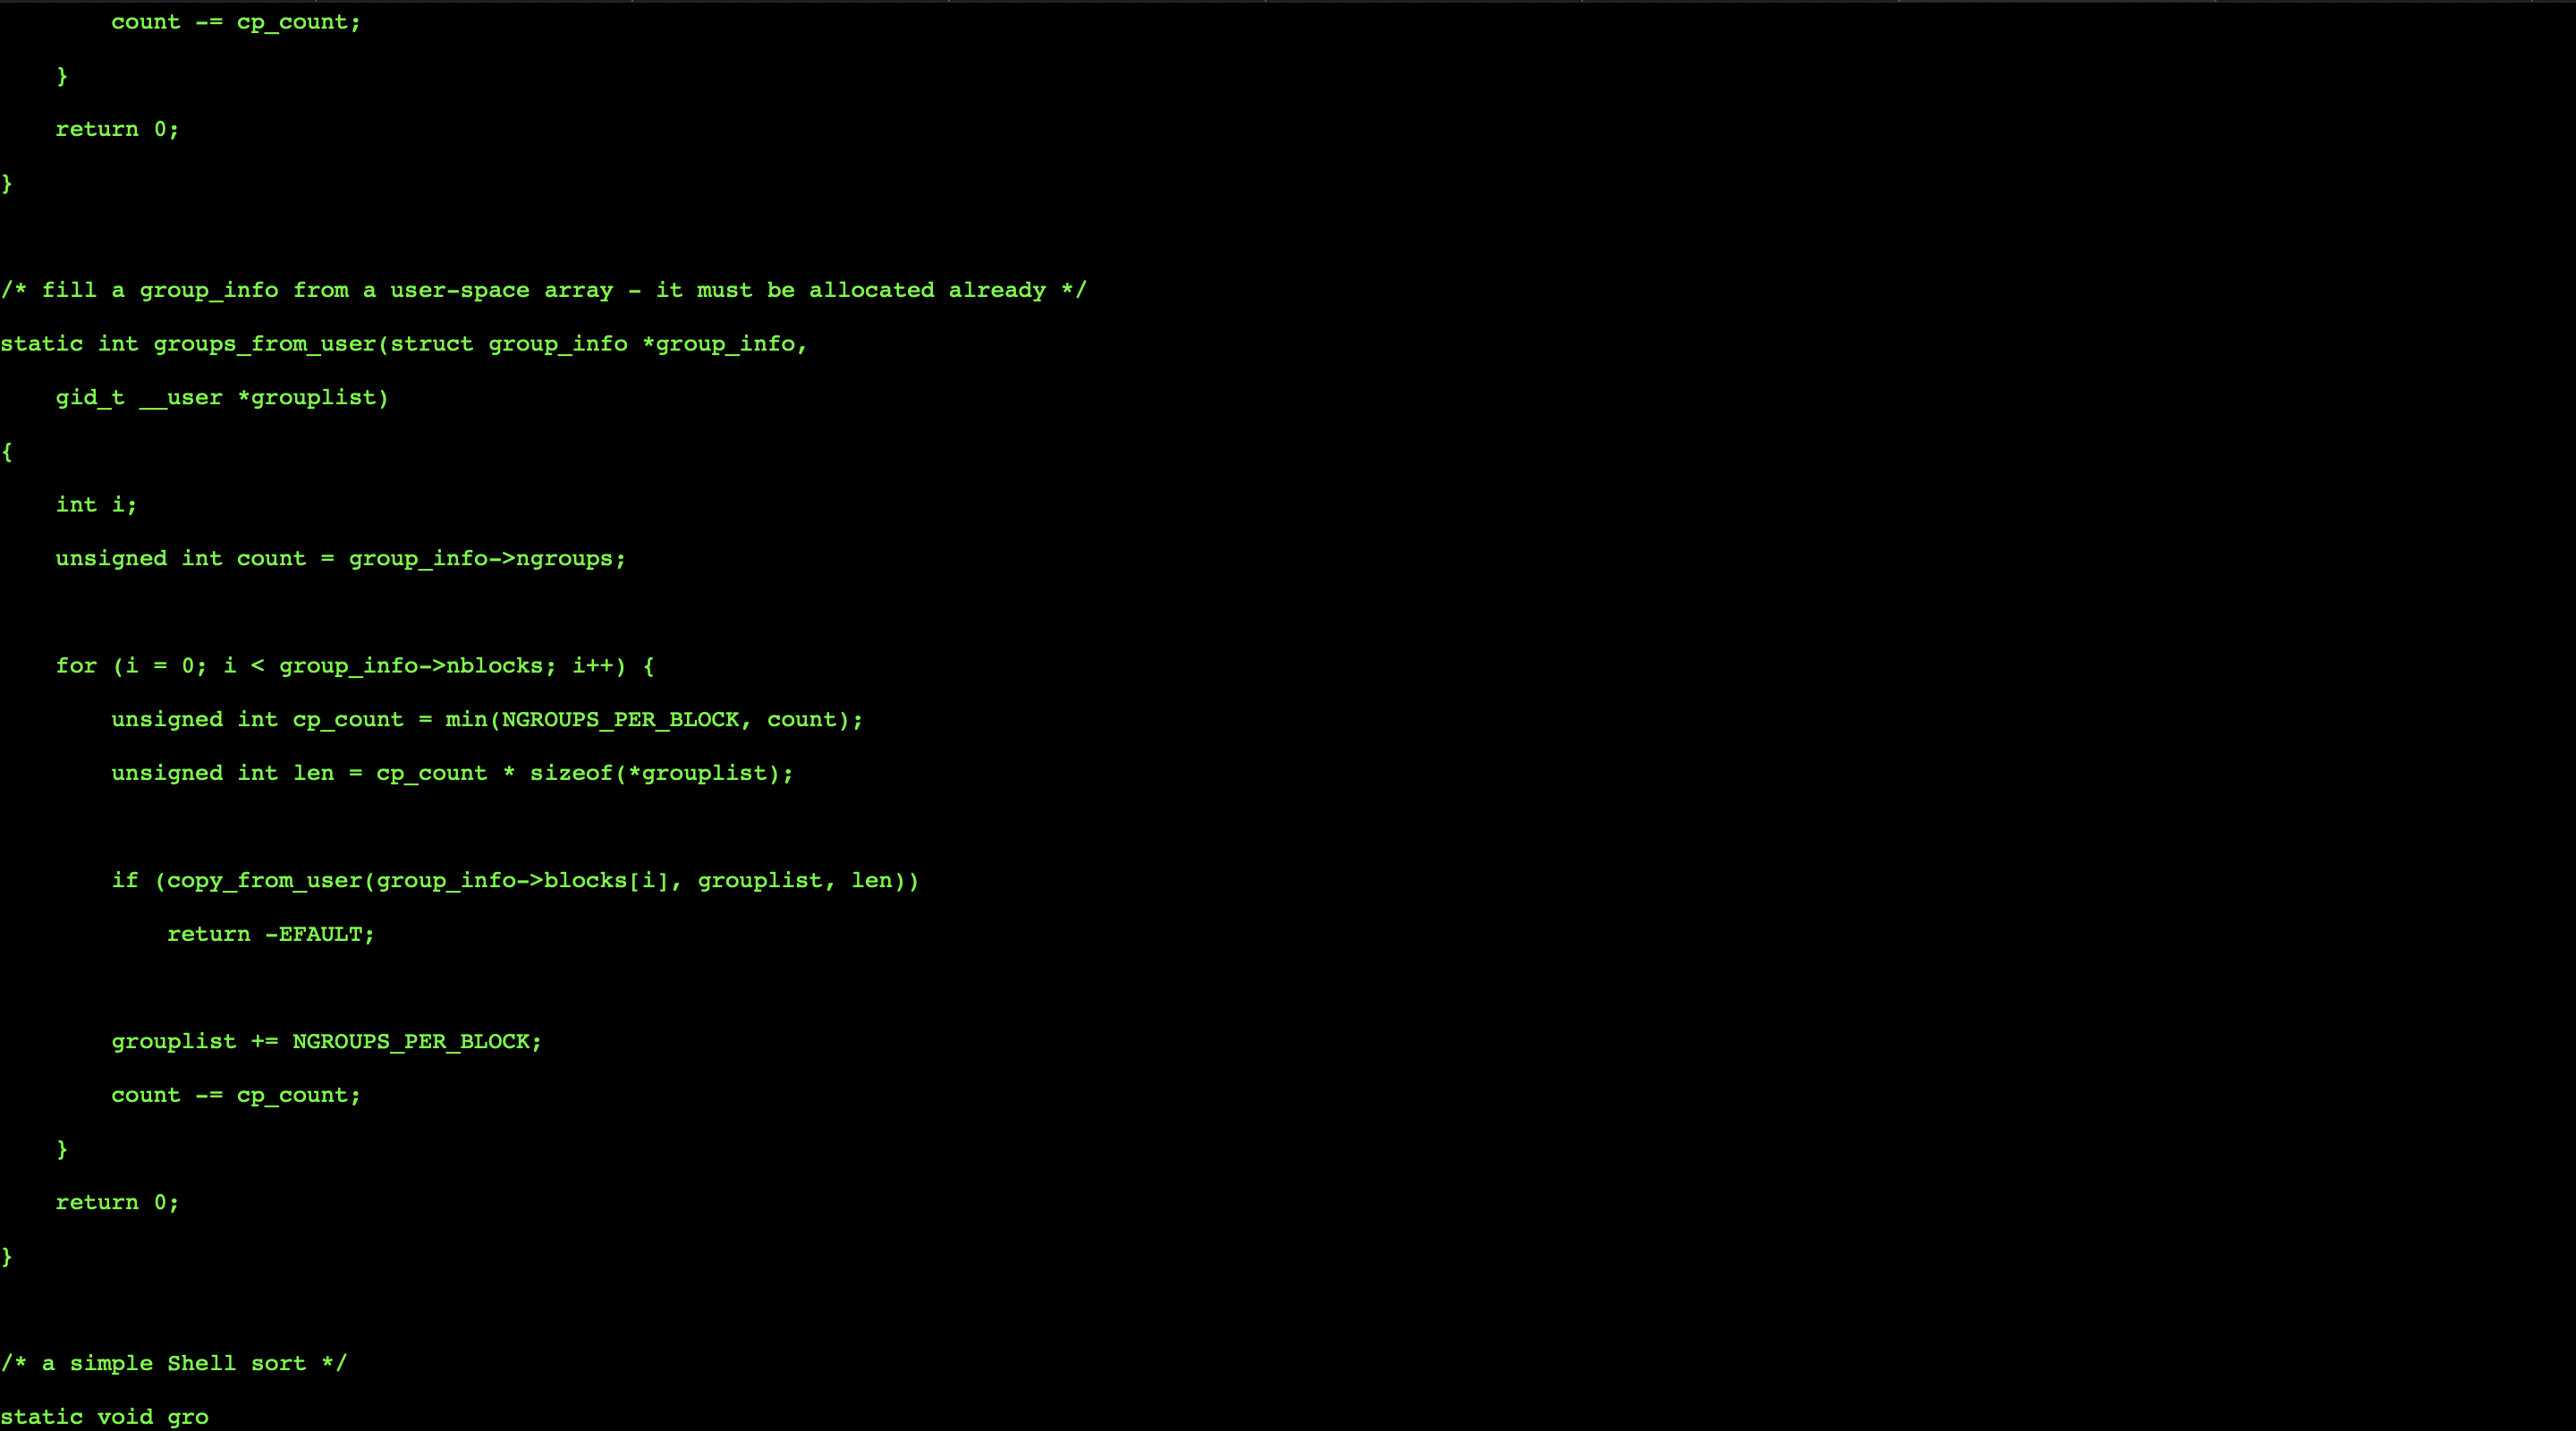 count -= cp_count;
    }
    return 0;
}
/* fill a group_info from a user-space array - it must be allocated already */
static int groups_from_user(struct group_info *group_info,
    gid_t __user *grouplist)
{
    int i;
    unsigned int count = group_info->ngroups;
    for (i = 0; i < group_info->nblocks; i++) {
        unsigned int cp_count = min(NGROUPS_PER_BLOCK, count);
        unsigned int len = cp_count * sizeof(*grouplist);
        if (copy_from_user(group_info->blocks[i], grouplist, len))
            return -EFAULT;
        grouplist += NGROUPS_PER_BLOCK;
        count -= cp_count;
    }
    return 0;
}
/* a simple Shell sort */
static void gro